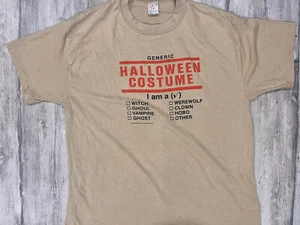 GENERIC
HALLOWEEN
COSTUME
I am a (✓)
☐ WITCH ☐ WEREWOLF
☐ GHOUL ☐ CLOWN
☐ VAMPIRE ☐ HOBO
☐ GHOST ☐ OTHER